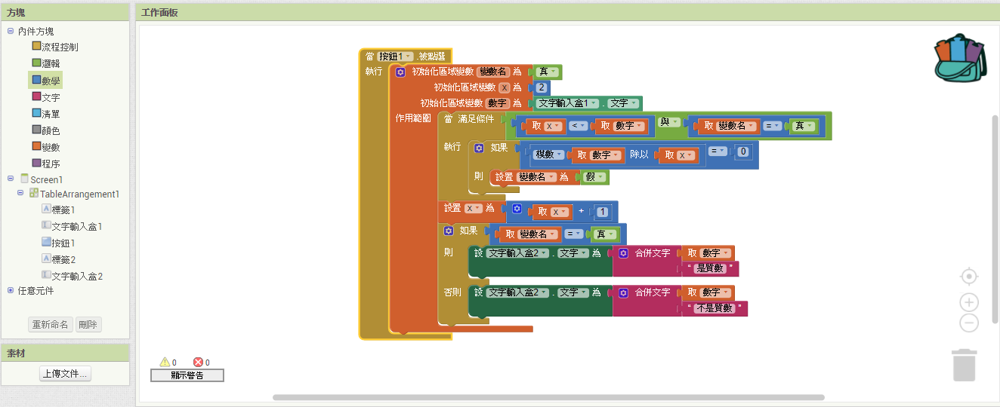 方塊
內件方塊
流程控制
邏輯
數學
文字
清單
顏色
變數
程序
Screen1
TableArrangement1
標籤1
文字輸入盒1
按鈕1
標籤2
文字輸入盒2
任意元件
重新命名 刪除
素材
上傳文件...
工作面板
當 按鈕1 .被點選
執行 初始化區域變數 變數名 為 真
初始化區域變數 x 為 2
初始化區域變數 數字 為 文字輸入盒1 . 文字
作用範圍 當 滿足條件 取 x < 取 數字 與 取 變數名 = 真
執行 如果 模數 取 數字 除以 取 x = 0
則 設置 變數名 為 假
設置 x 為 取 x + 1
如果 取 變數名 = 真
則 設 文字輸入盒2 . 文字 為 合併文字 取 數字
“ 是質數 ”
否則 設 文字輸入盒2 . 文字 為 合併文字 取 數字
“ 不是質數 ”
0 0
顯示警告